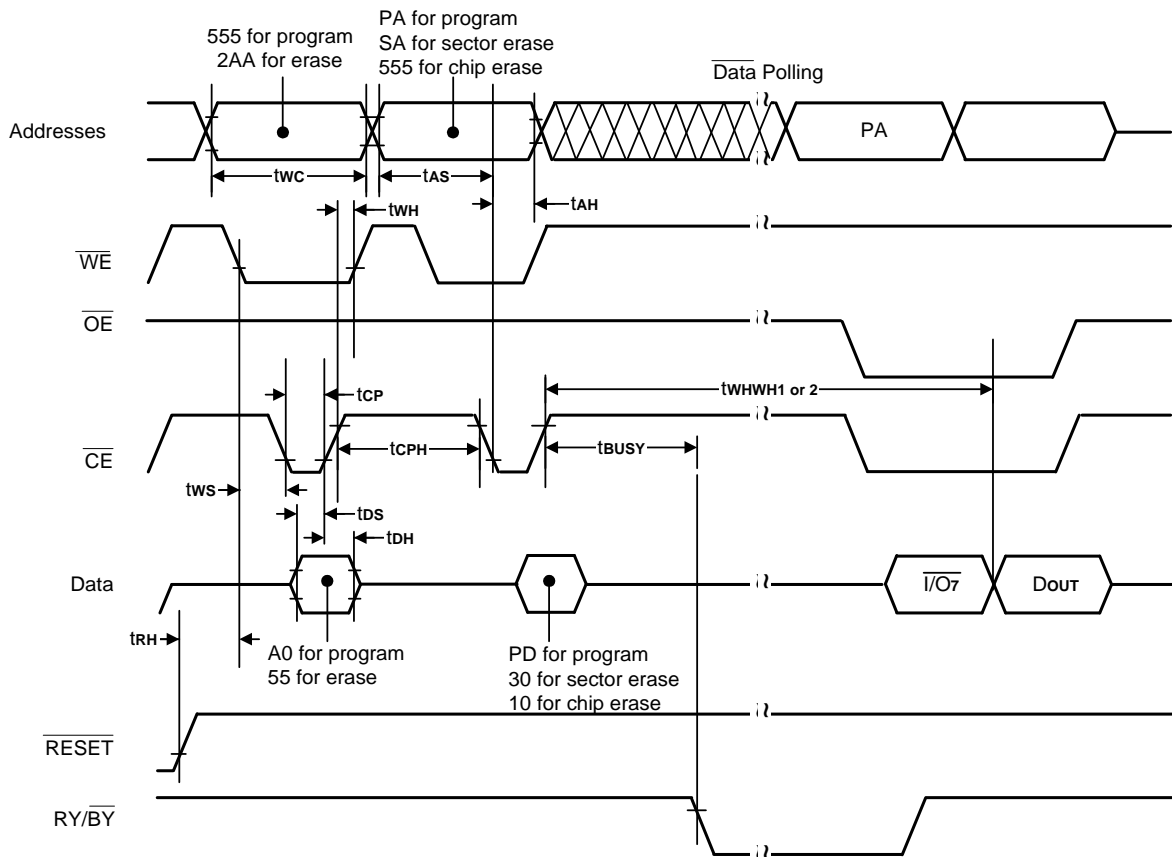 555 for program
2AA for erase
PA for program
SA for sector erase
555 for chip erase
Data Polling
Addresses
PA
tWC
tAS
tAH
tWH
WE
OE
tWHWH1 or 2
tCP
CE
tCPH
tBUSY
tWS
tDS
tDH
Data
I/O7
DOUT
tRH
A0 for program
55 for erase
PD for program
30 for sector erase
10 for chip erase
RESET
RY/BY